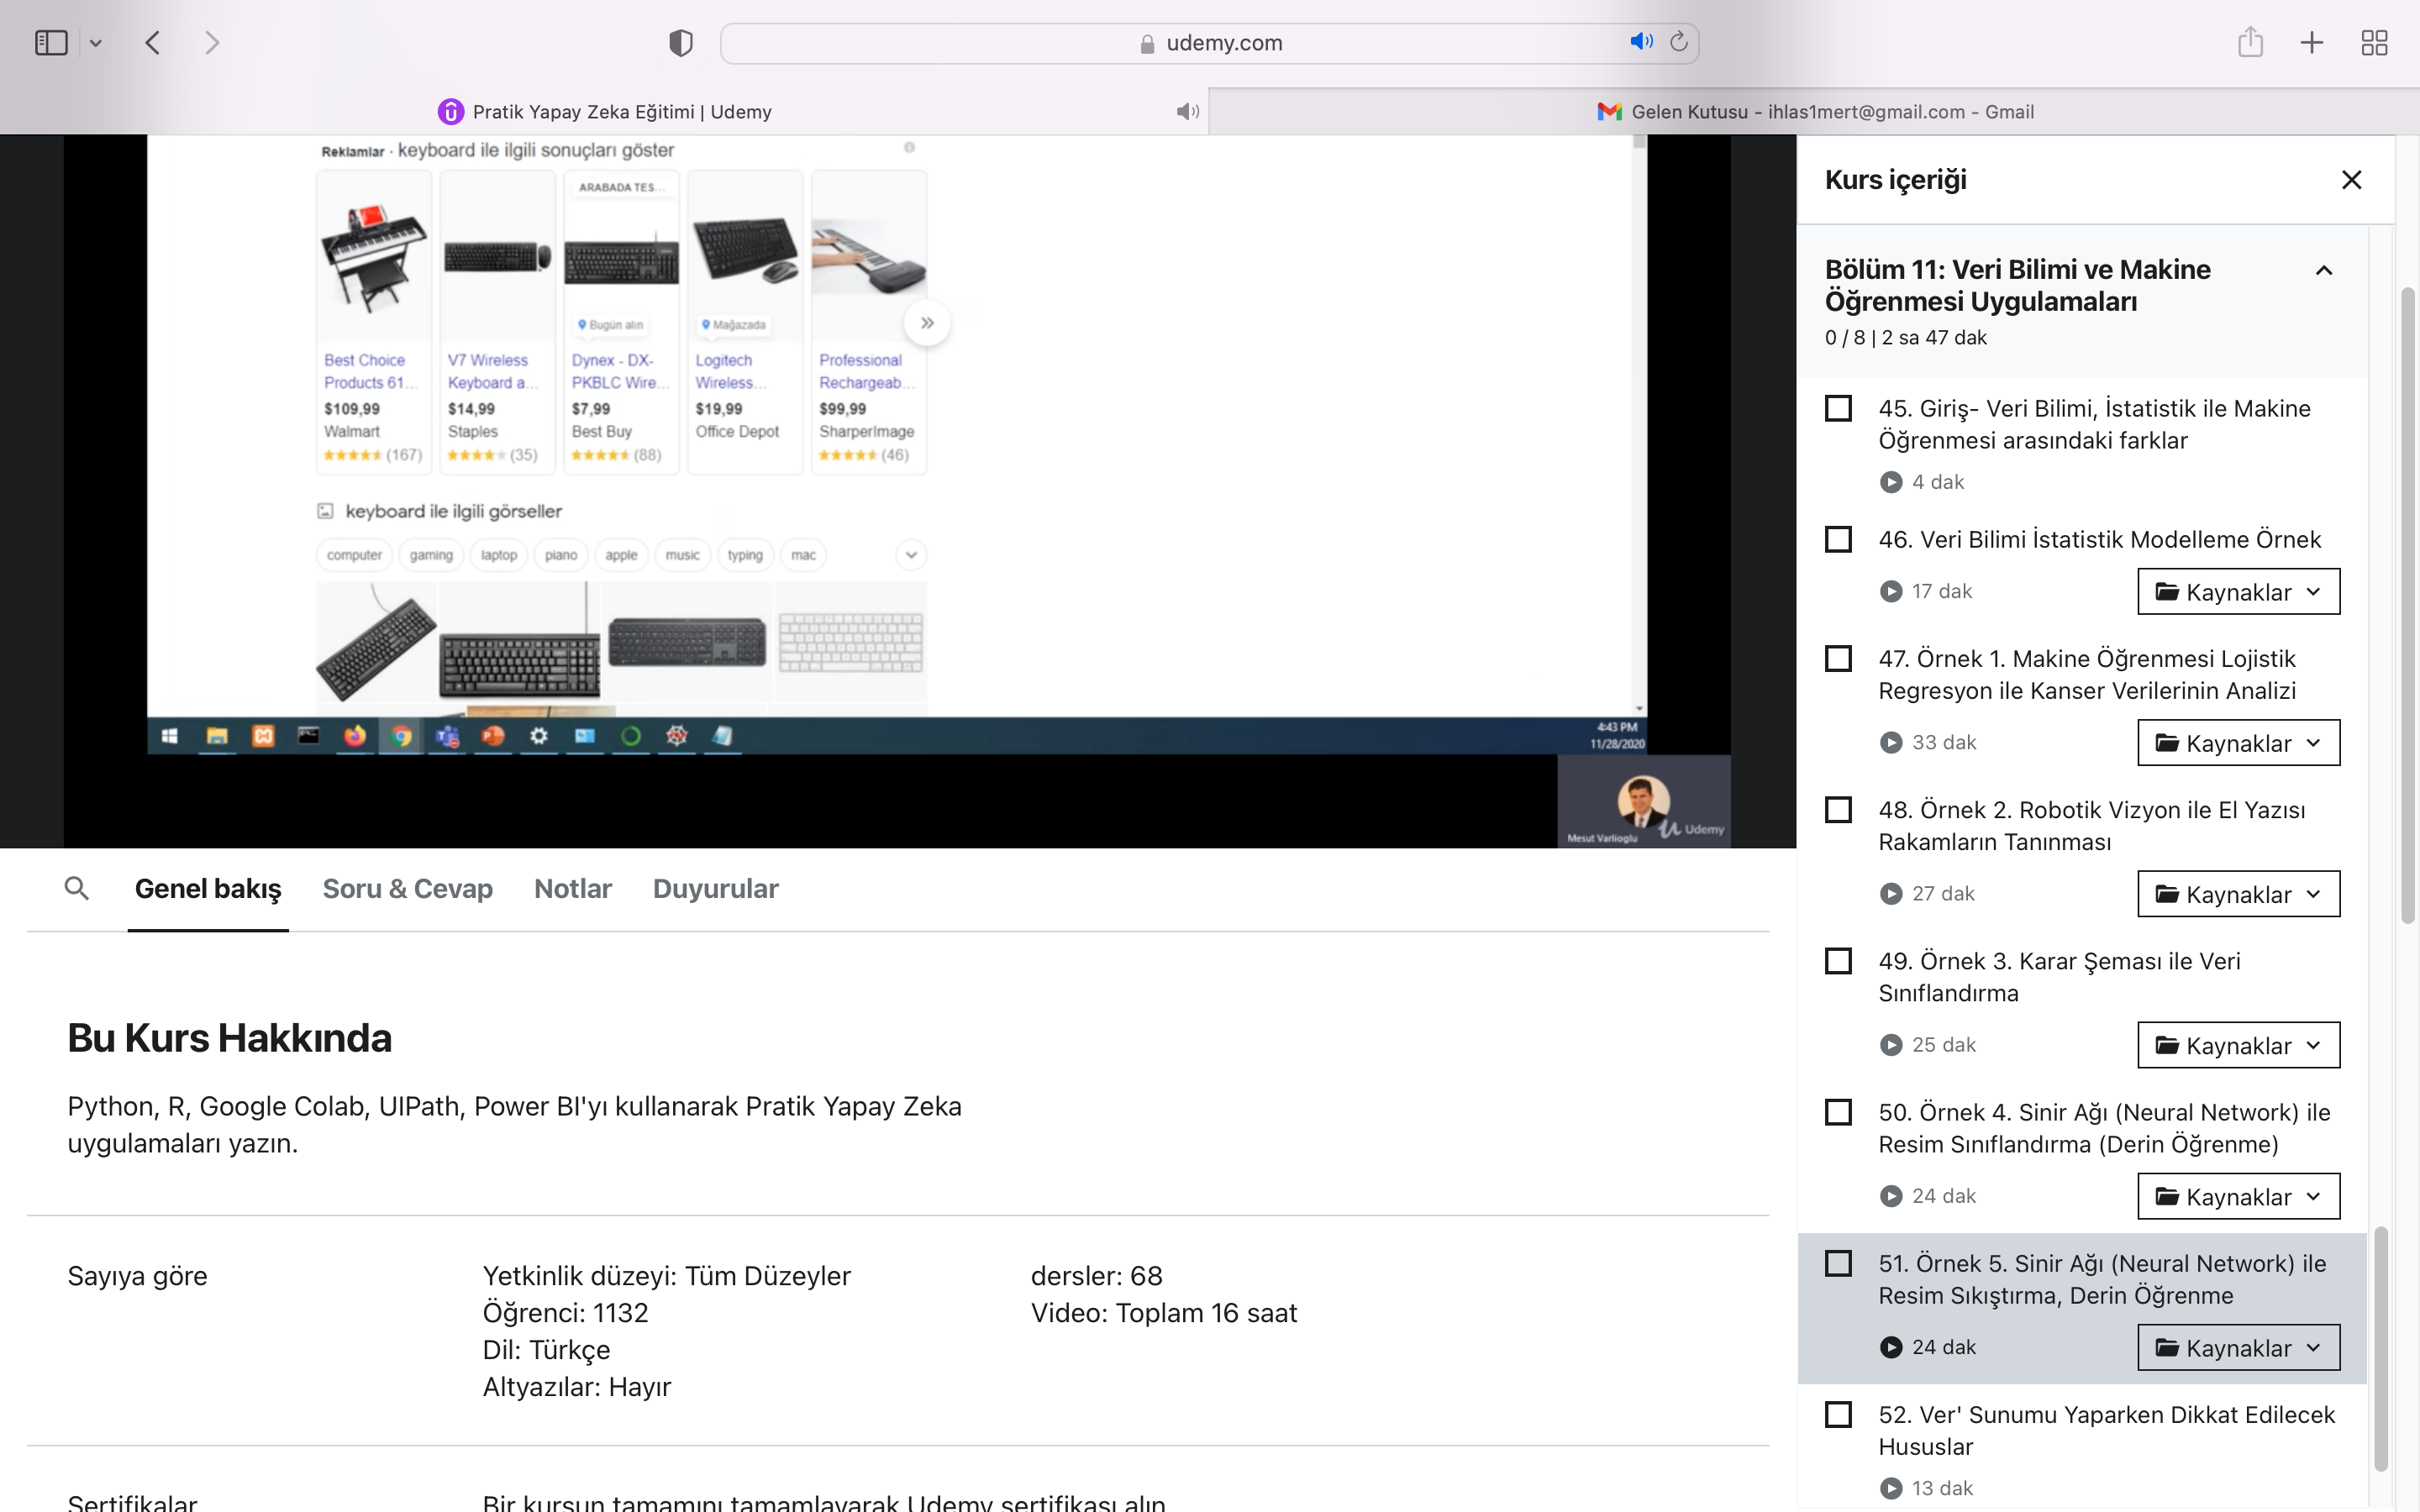 udemy.com
Pratik Yapay Zeka Eğitimi | Udemy
Gelen Kutusu - ihlas1mert@gmail.com - Gmail
Reklamlar · keyboard ile ilgili sonuçları göster
ARABADA TES...
Bugün alın
Mağazada
Best Choice
Products 61...
$109,99
Walmart
(167)
V7 Wireless
Keyboard a...
$14,99
Staples
(35)
Dynex - DX-
PKBLC Wire...
$7,99
Best Buy
(88)
Logitech
Wireless...
$19,99
Office Depot
Professional
Rechargeab...
$99,99
SharperImage
(46)
keyboard ile ilgili görseller
computer
gaming
laptop
piano
apple
music
typing
mac
4:43 PM
11/28/2020
Mesut Varlioglu
Udemy
Genel bakış
Soru & Cevap
Notlar
Duyurular
Bu Kurs Hakkında
Python, R, Google Colab, UIPath, Power BI'yı kullanarak Pratik Yapay Zeka
uygulamaları yazın.
Sayıya göre
Yetkinlik düzeyi: Tüm Düzeyler
Öğrenci: 1132
Dil: Türkçe
Altyazılar: Hayır
dersler: 68
Video: Toplam 16 saat
Sertifikalar
Bir kursun tamamını tamamlayarak Udemy sertifikası alın
Kurs içeriği
Bölüm 11: Veri Bilimi ve Makine
Öğrenmesi Uygulamaları
0 / 8 | 2 sa 47 dak
45. Giriş- Veri Bilimi, İstatistik ile Makine
Öğrenmesi arasındaki farklar
4 dak
46. Veri Bilimi İstatistik Modelleme Örnek
17 dak
Kaynaklar
47. Örnek 1. Makine Öğrenmesi Lojistik
Regresyon ile Kanser Verilerinin Analizi
33 dak
Kaynaklar
48. Örnek 2. Robotik Vizyon ile El Yazısı
Rakamların Tanınması
27 dak
Kaynaklar
49. Örnek 3. Karar Şeması ile Veri
Sınıflandırma
25 dak
Kaynaklar
50. Örnek 4. Sinir Ağı (Neural Network) ile
Resim Sınıflandırma (Derin Öğrenme)
24 dak
Kaynaklar
51. Örnek 5. Sinir Ağı (Neural Network) ile
Resim Sıkıştırma, Derin Öğrenme
24 dak
Kaynaklar
52. Ver' Sunumu Yaparken Dikkat Edilecek
Hususlar
13 dak